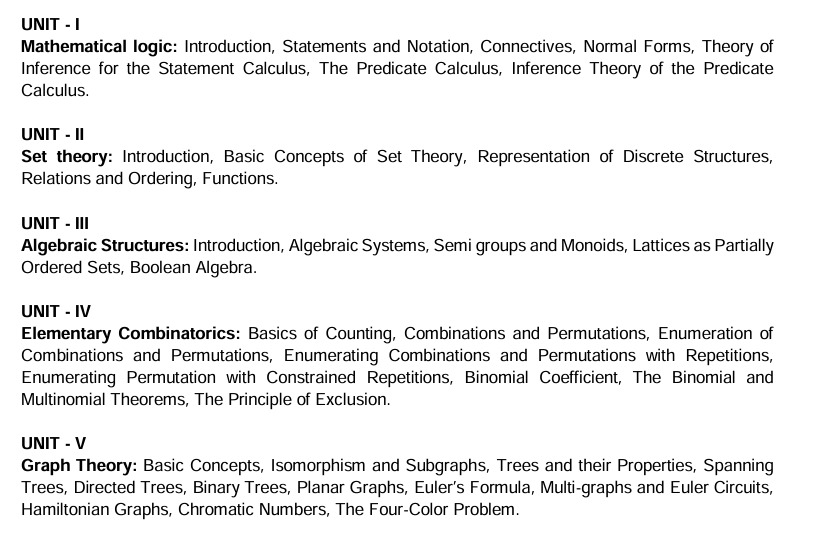 UNIT - I
Mathematical logic: Introduction, Statements and Notation, Connectives, Normal Forms, Theory of
Inference for the Statement Calculus, The Predicate Calculus, Inference Theory of the Predicate
Calculus.
UNIT - II
Set theory: Introduction, Basic Concepts of Set Theory, Representation of Discrete Structures,
Relations and Ordering, Functions.
UNIT - III
Algebraic Structures: Introduction, Algebraic Systems, Semi groups and Monoids, Lattices as Partially
Ordered Sets, Boolean Algebra.
UNIT - IV
Elementary Combinatorics: Basics of Counting, Combinations and Permutations, Enumeration of
Combinations and Permutations, Enumerating Combinations and Permutations with Repetitions,
Enumerating Permutation with Constrained Repetitions, Binomial Coefficient, The Binomial and
Multinomial Theorems, The Principle of Exclusion.
UNIT - V
Graph Theory: Basic Concepts, Isomorphism and Subgraphs, Trees and their Properties, Spanning
Trees, Directed Trees, Binary Trees, Planar Graphs, Euler’s Formula, Multi-graphs and Euler Circuits,
Hamiltonian Graphs, Chromatic Numbers, The Four-Color Problem.